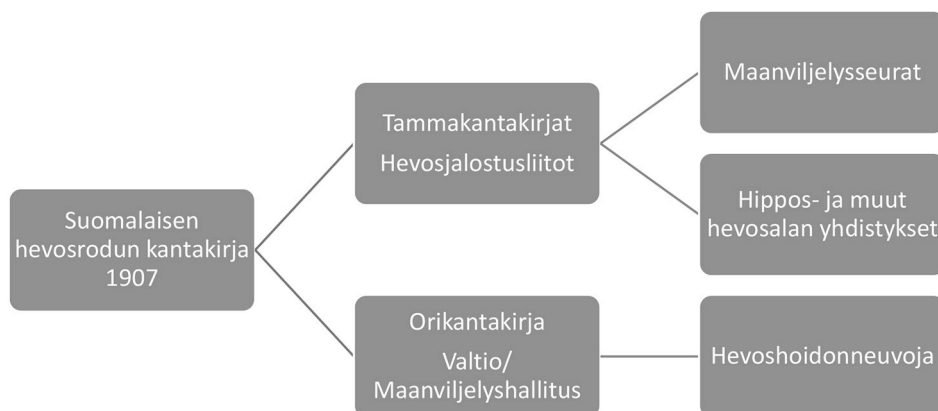 Suomalaisen
hevosrodun kantakirja
1907
Tammakantakirjat
Hevosjalostusliitot
Maanviljelysseurat
Hippos- ja muut
hevosalan yhdistykset
Orikantakirja
Valtio/
Maanviljelyshallitus
Hevoshoidonneuvoja